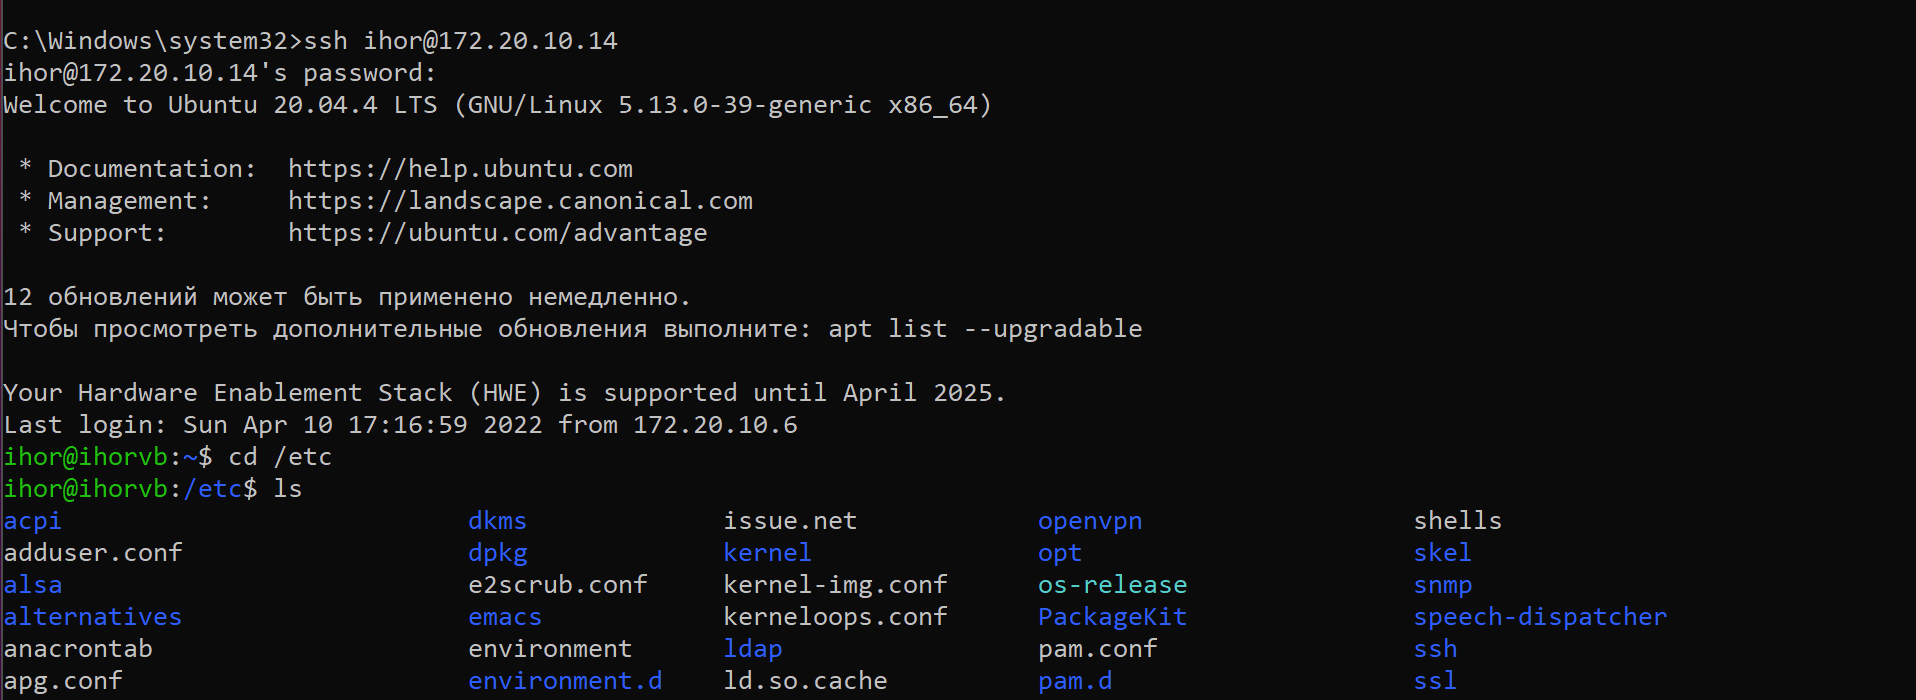 C:\Windows\system32>ssh ihor@172.20.10.14
ihor@172.20.10.14's password:
Welcome to Ubuntu 20.04.4 LTS (GNU/Linux 5.13.0-39-generic x86_64)
* Documentation:  https://help.ubuntu.com
* Management:     https://landscape.canonical.com
* Support:        https://ubuntu.com/advantage
12 обновлений может быть применено немедленно.
Чтобы просмотреть дополнительные обновления выполните: apt list --upgradable
Your Hardware Enablement Stack (HWE) is supported until April 2025.
Last login: Sun Apr 10 17:16:59 2022 from 172.20.10.6
ihor@ihorvb:~$ cd /etc
ihor@ihorvb:/etc$ ls
acpi dkms issue.net openvpn shells
adduser.conf dpkg kernel opt skel
alsa e2scrub.conf kernel-img.conf os-release snmp
alternatives emacs kerneloops.conf PackageKit speech-dispatcher
anacrontab environment ldap pam.conf ssh
apg.conf environment.d ld.so.cache pam.d ssl